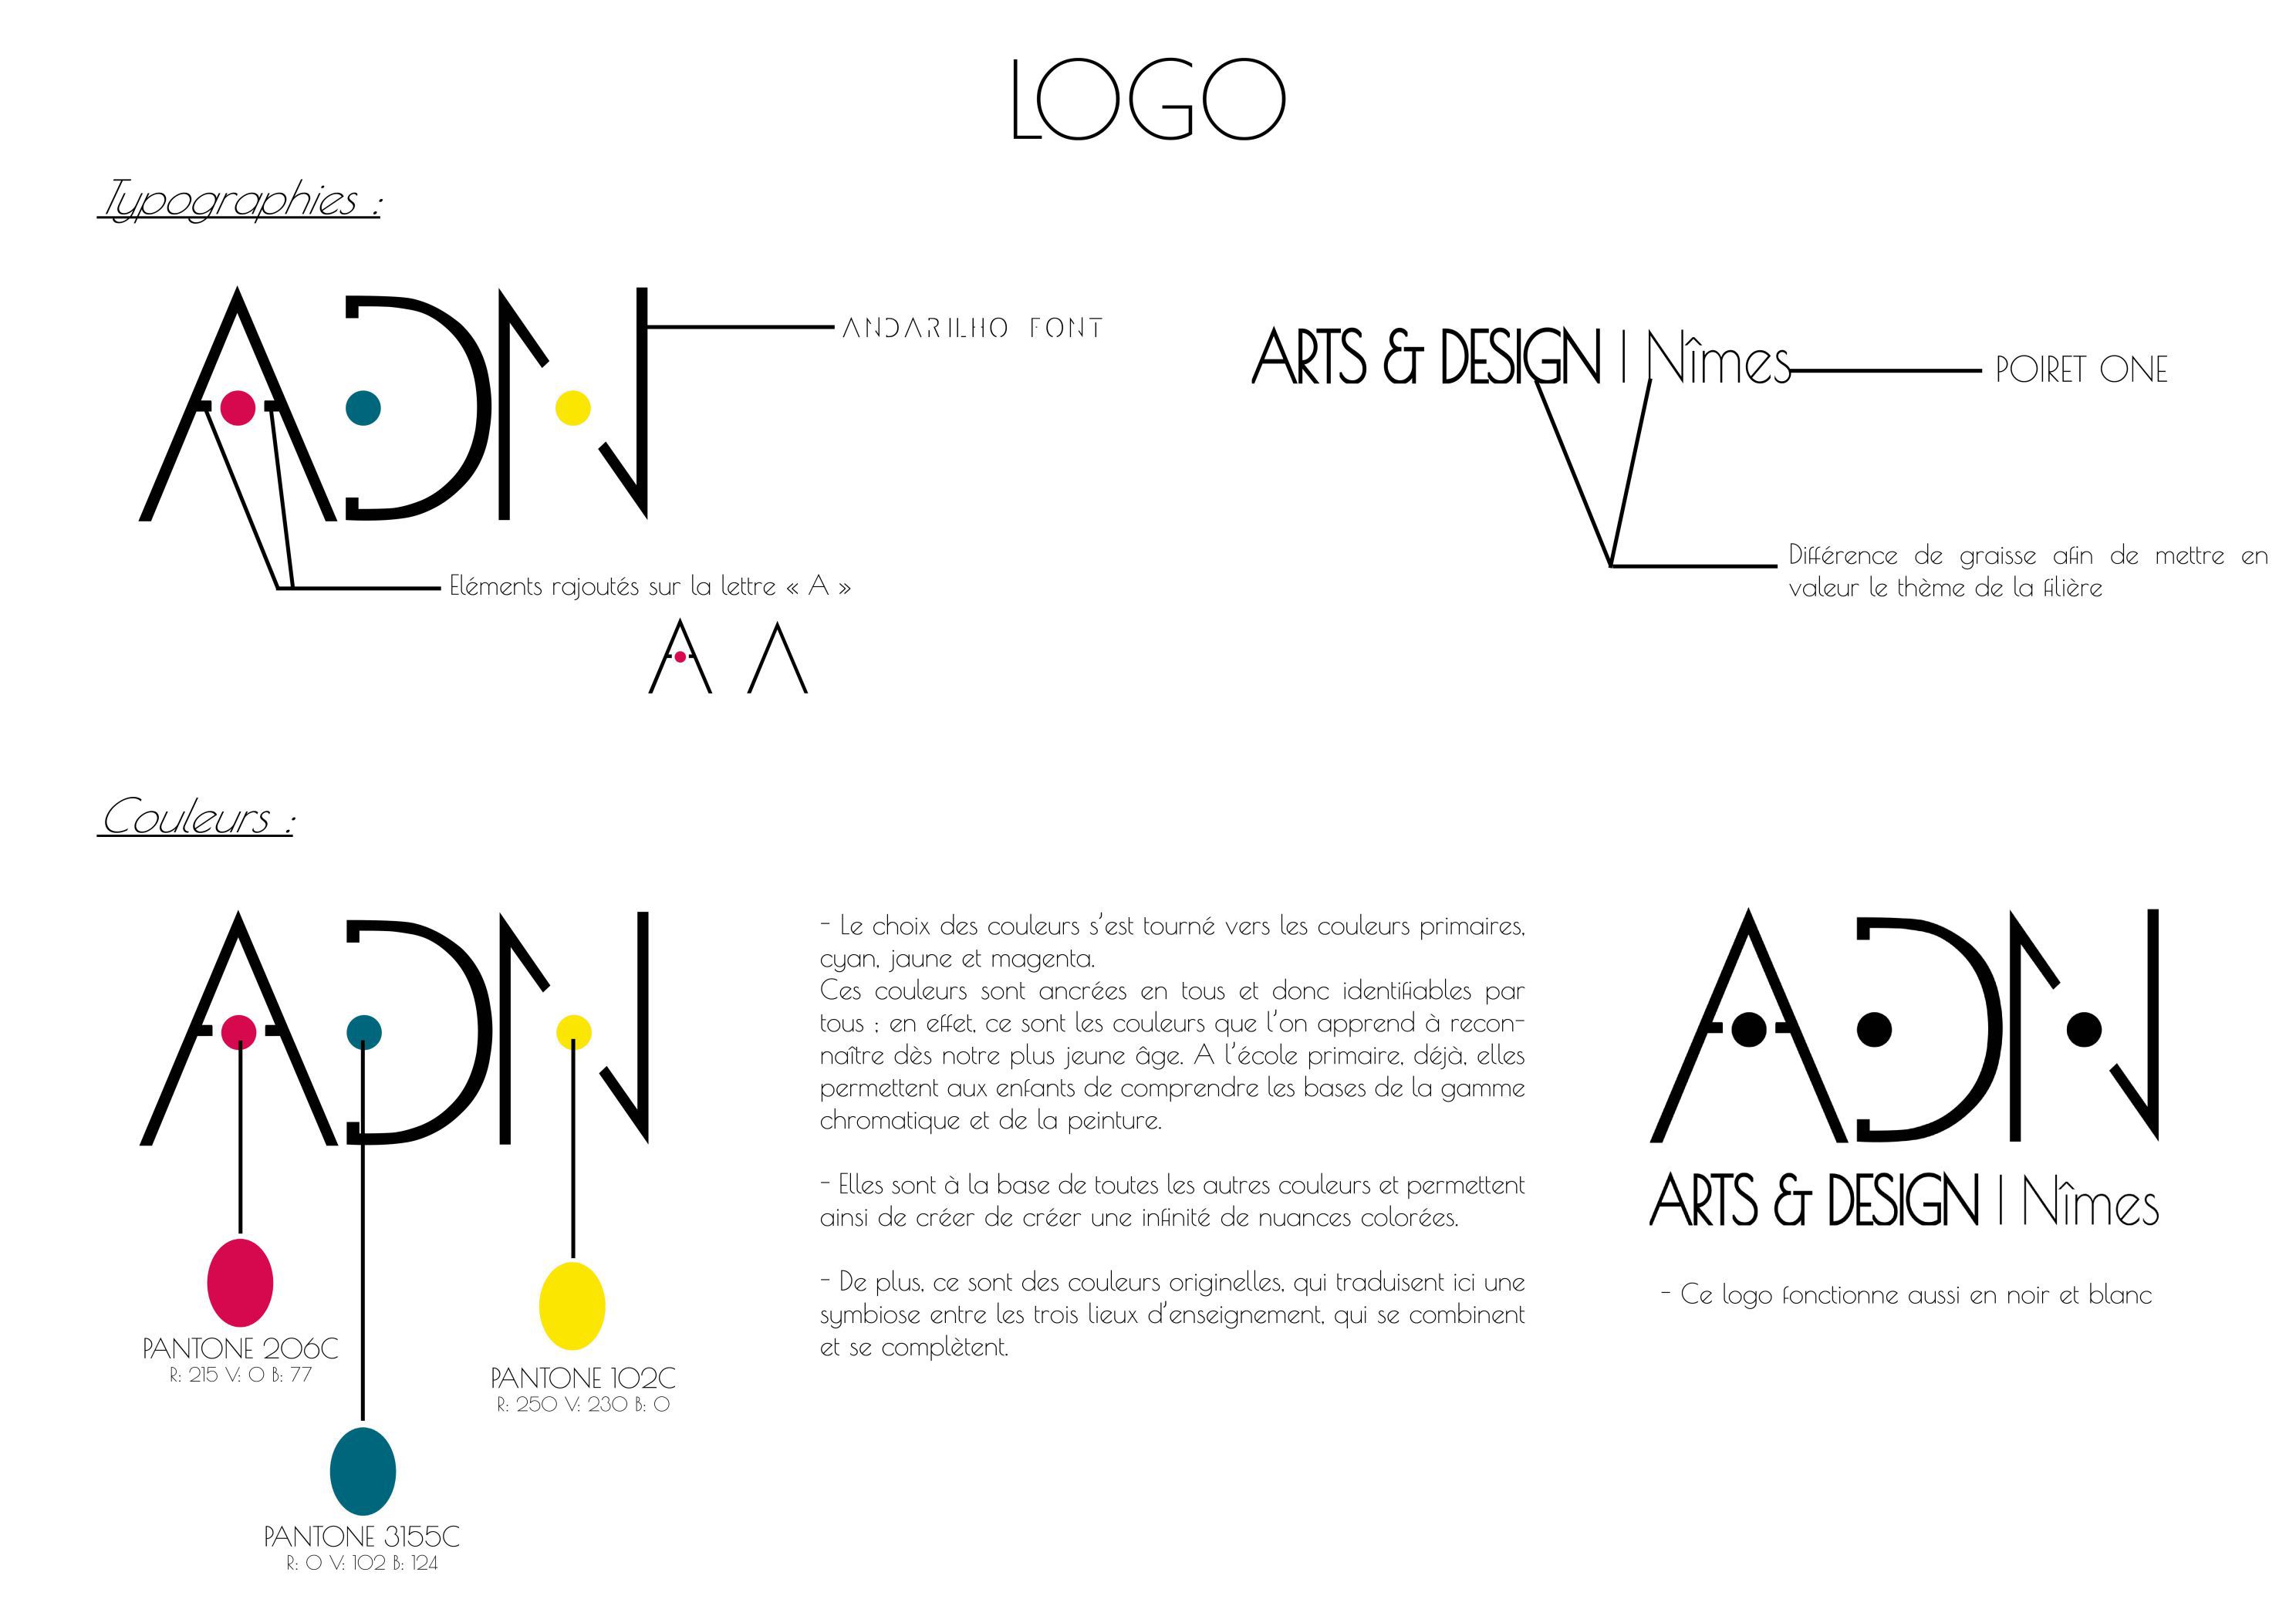 LOGO
Typographies :
ADN
ANDARILHO FONT
ARTS & DESIGN | Nîmes
POIRET ONE
Différence de graisse afin de mettre en
valeur le thème de la filière
Eléments rajoutés sur la lettre « A »
A A
Couleurs :
ADN
PANTONE 206C
R: 215 V: 0 B: 77
PANTONE 102C
R: 250 V: 230 B: 0
PANTONE 3155C
R: 0 V: 102 B: 124
- Le choix des couleurs s'est tourné vers les couleurs primaires,
cyan, jaune et magenta.
Ces couleurs sont ancrées en tous et donc identifiables par
tous ; en effet, ce sont les couleurs que l'on apprend à recon-
naître dès notre plus jeune âge. A l'école primaire, déjà, elles
permettent aux enfants de comprendre les bases de la gamme
chromatique et de la peinture.
- Elles sont à la base de toutes les autres couleurs et permettent
ainsi de créer de créer une infinité de nuances colorées.
- De plus, ce sont des couleurs originelles, qui traduisent ici une
symbiose entre les trois lieux d'enseignement, qui se combinent
et se complètent.
ADN
ARTS & DESIGN | Nîmes
- Ce logo fonctionne aussi en noir et blanc